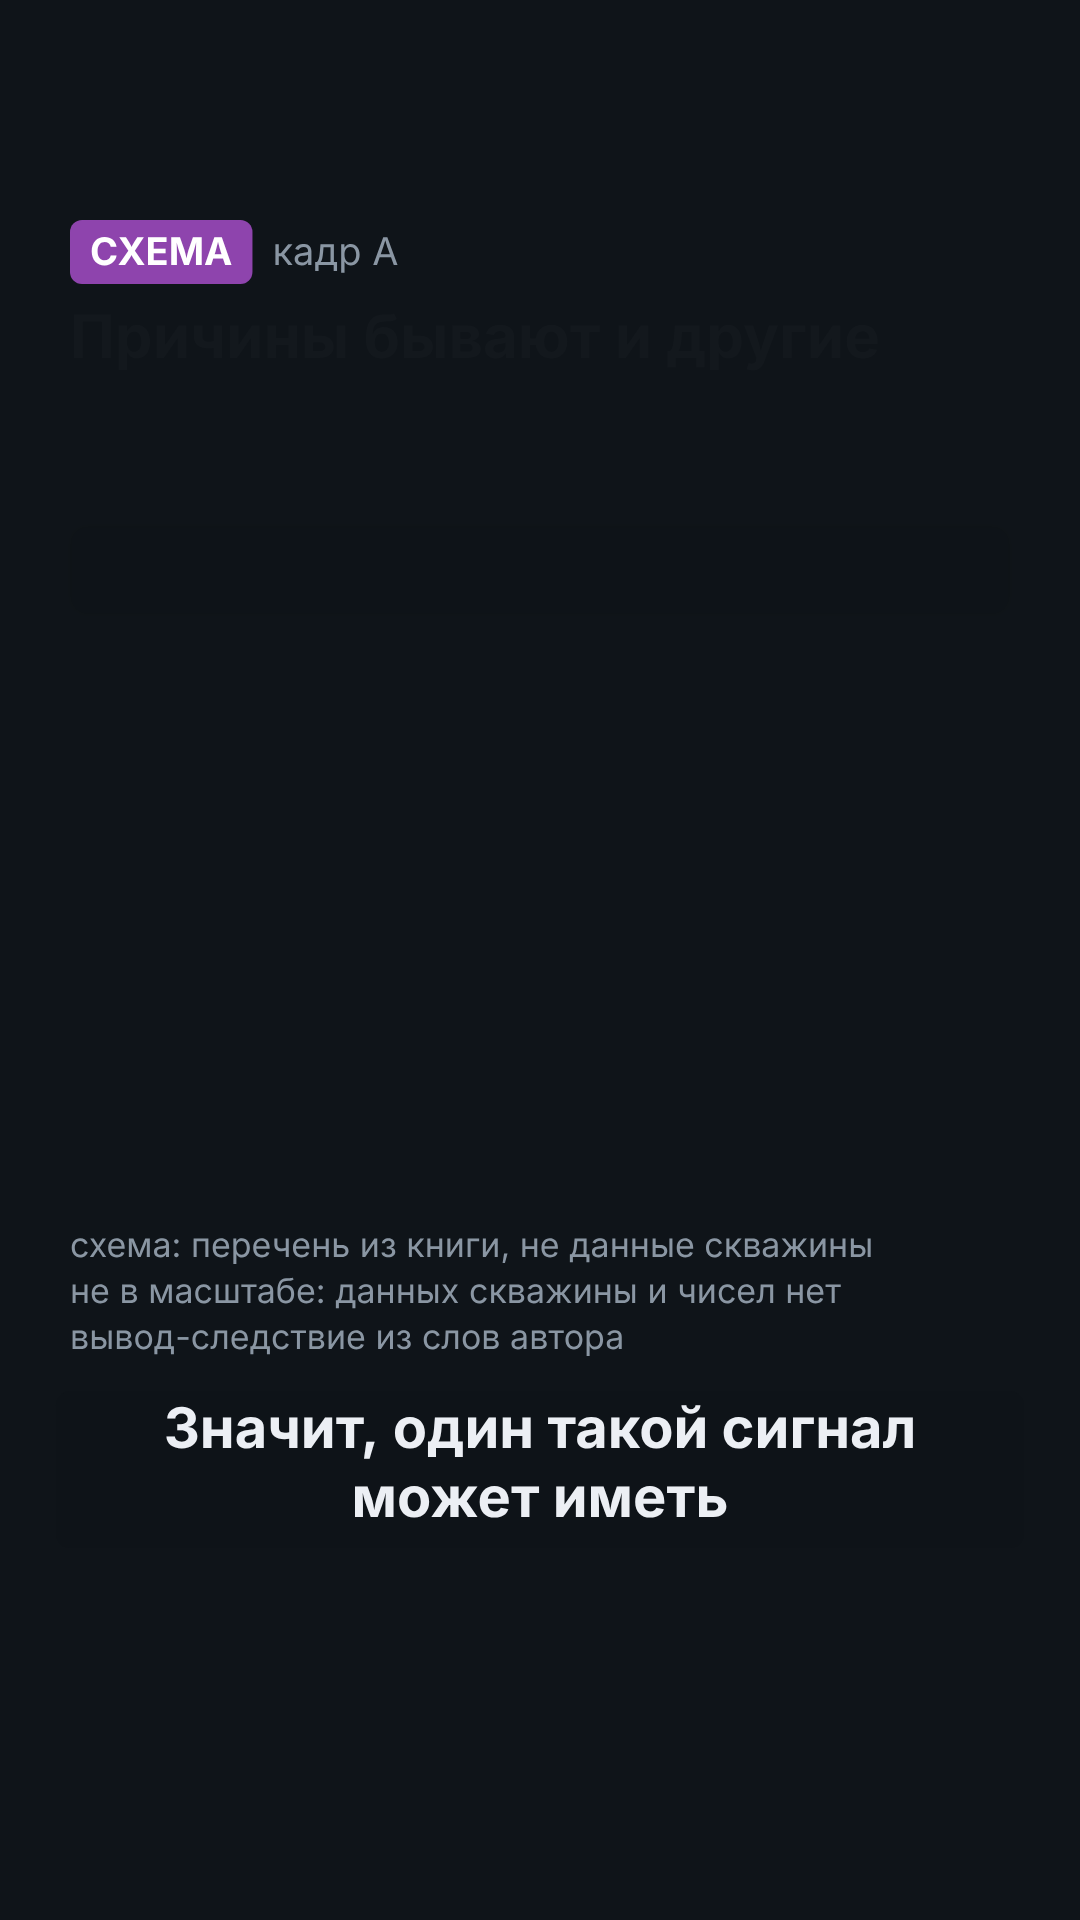 СХЕМА кадр А
Причины бывают и другие
схема: перечень из книги, не данные скважины
не в масштабе: данных скважины и чисел нет
вывод-следствие из слов автора
Значит, один такой сигнал
может иметь